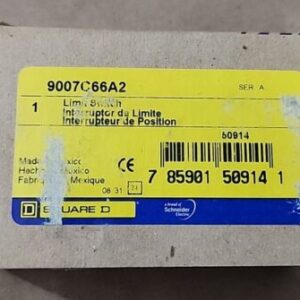 9007C66A2
SER A
1
Limit Switch
Interruptor de Limite
Interrupteur de Position
50914
Made in Mexico
Hecho en Mexico
Fabriqué au Mexique
CE
08 31
21
7 85901 50914 1
D SQUARE D
a brand of
Schneider
Electric